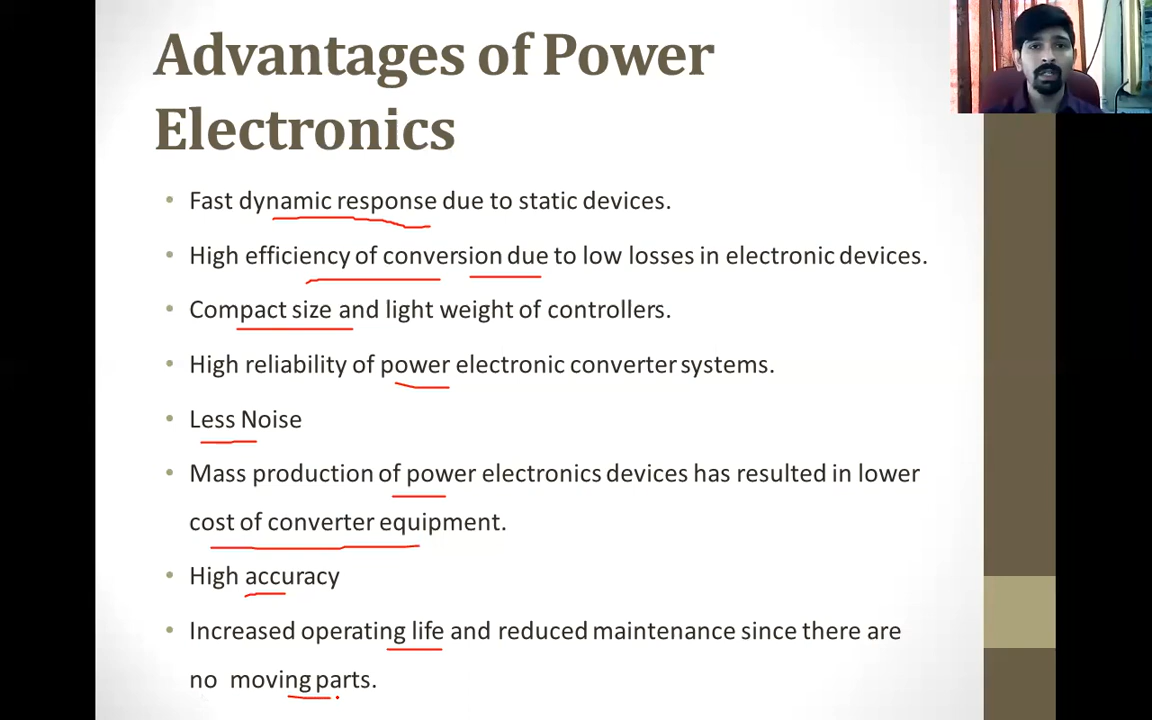 Advantages of Power
Electronics
• Fast dynamic response due to static devices.
• High efficiency of conversion due to low losses in electronic devices.
• Compact size and light weight of controllers.
• High reliability of power electronic converter systems.
• Less Noise
• Mass production of power electronics devices has resulted in lower
cost of converter equipment.
• High accuracy
• Increased operating life and reduced maintenance since there are
no moving parts.